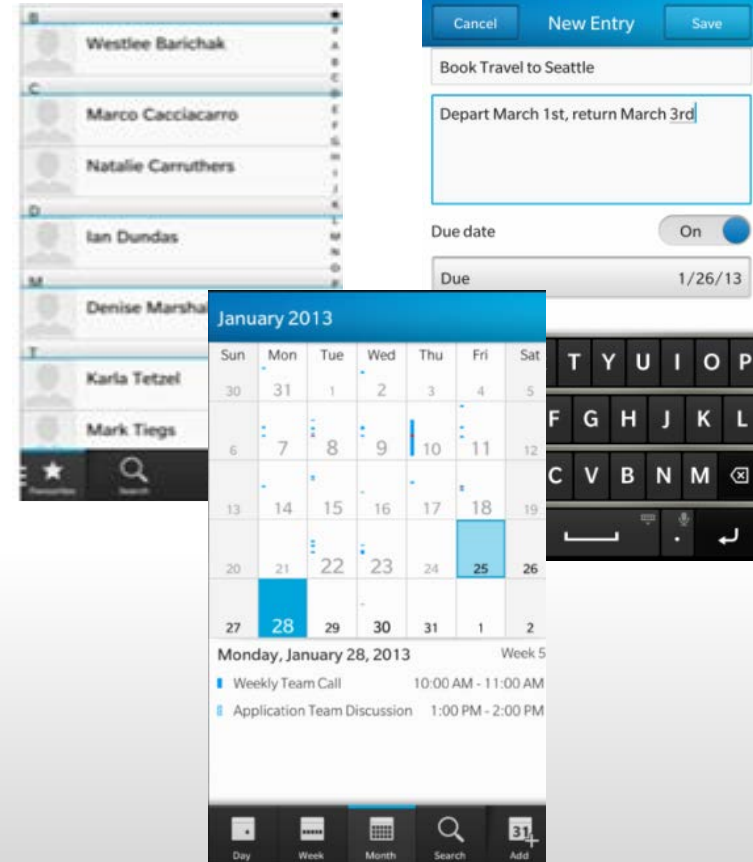 B
Westlee Barichak
C
Marco Cacciacarro
Natalie Carruthers
D
Ian Dundas
M
Denise Marshal
T
Karla Tetzel
Mark Tiegs
Favourites Search
Cancel New Entry Save
Book Travel to Seattle
Depart March 1st, return March 3rd
Due date On
Due 1/26/13
T Y U I O P
F G H J K L
C V B N M
.
January 2013
Sun Mon Tue Wed Thu Fri Sat
30 31 1 2 3 4 5
6 7 8 9 10 11 12
13 14 15 16 17 18 19
20 21 22 23 24 25 26
27 28 29 30 31 1 2
Monday, January 28, 2013 Week 5
Weekly Team Call 10:00 AM - 11:00 AM
Application Team Discussion 1:00 PM - 2:00 PM
31
Day Week Month Search Add